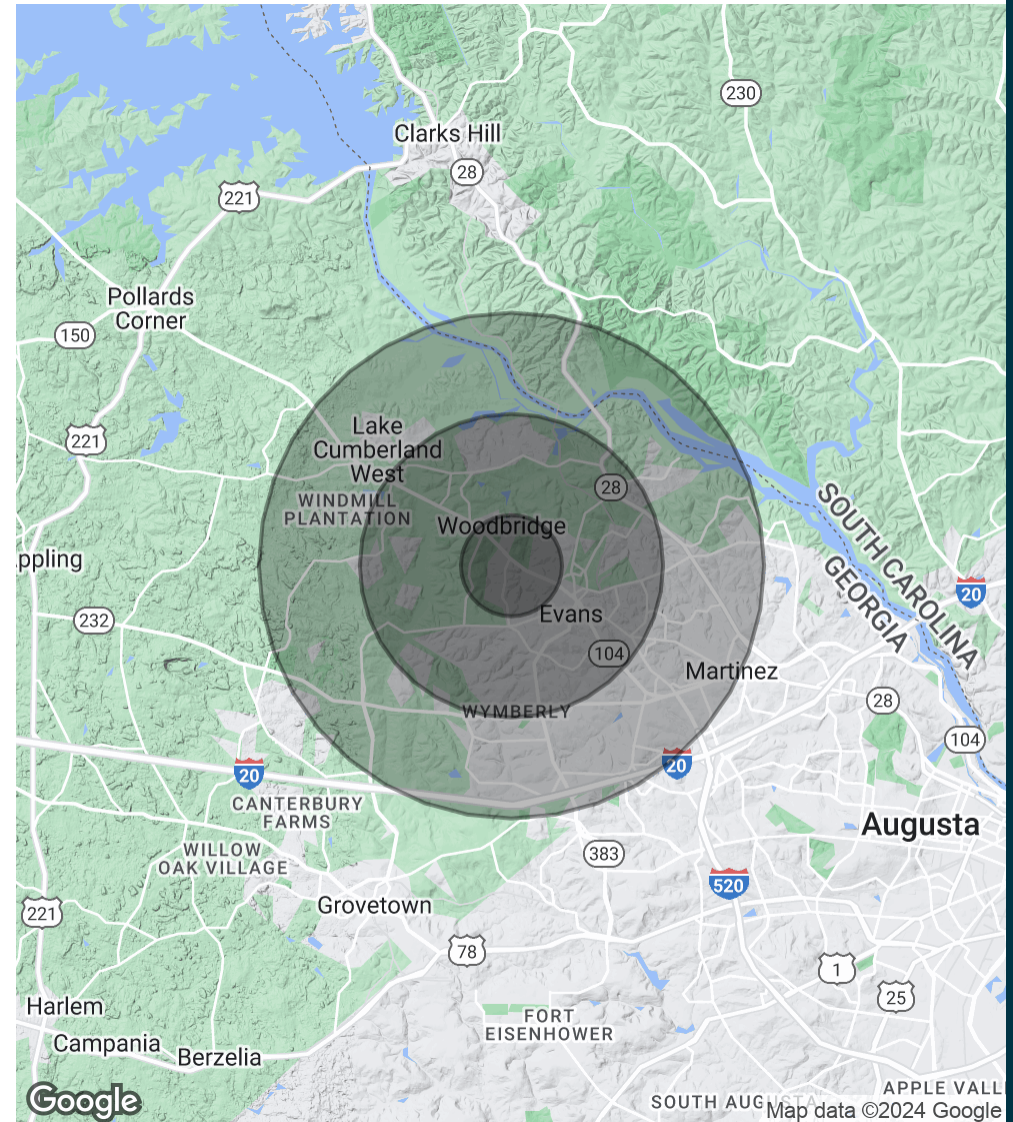 230
Clarks Hill
28
221
Pollards
Corner
150
Lake
Cumberland
West
221
WINDMILL
PLANTATION
28
Woodbridge
SOUTH CAROLINA
GEORGIA
ppling
20
232
Evans
104
Martinez
28
WYMBERLY
104
20
20
CANTERBURY
FARMS
Augusta
WILLOW
OAK VILLAGE
383
520
221
Grovetown
78
1
25
Harlem
FORT
EISENHOWER
Campania
Berzelia
APPLE VALL
Google
SOUTH AUGUSTA
Map data ©2024 Google